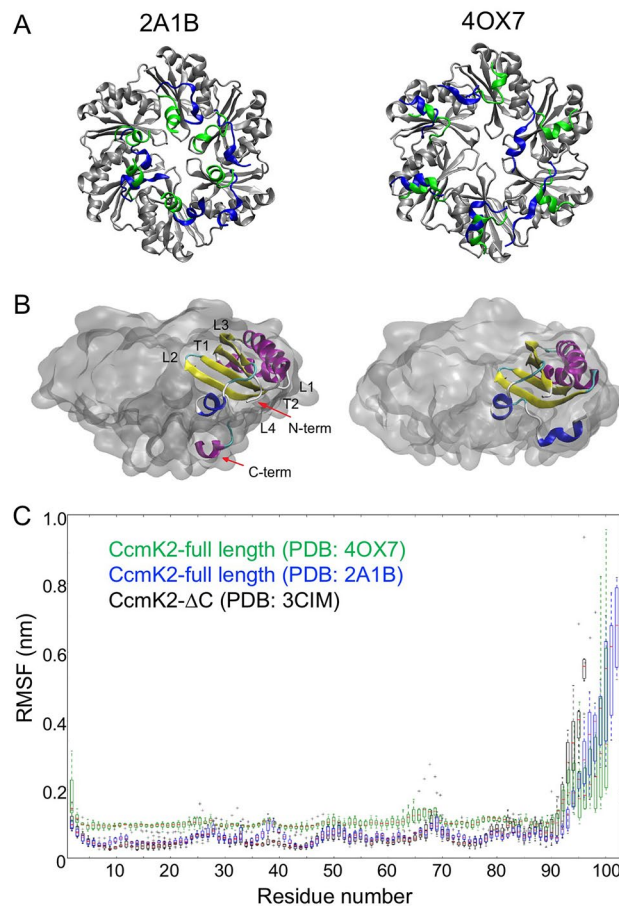 A
2A1B
4OX7
B
L3
T1
L2
L1
T2
L4
N-term
C-term
C
CcmK2-full length (PDB: 4OX7)
CcmK2-full length (PDB: 2A1B)
CcmK2-ΔC (PDB: 3CIM)
RMSF (nm)
1.0
0.8
0.6
0.4
0.2
0
10 20 30 40 50 60 70 80 90 100
Residue number